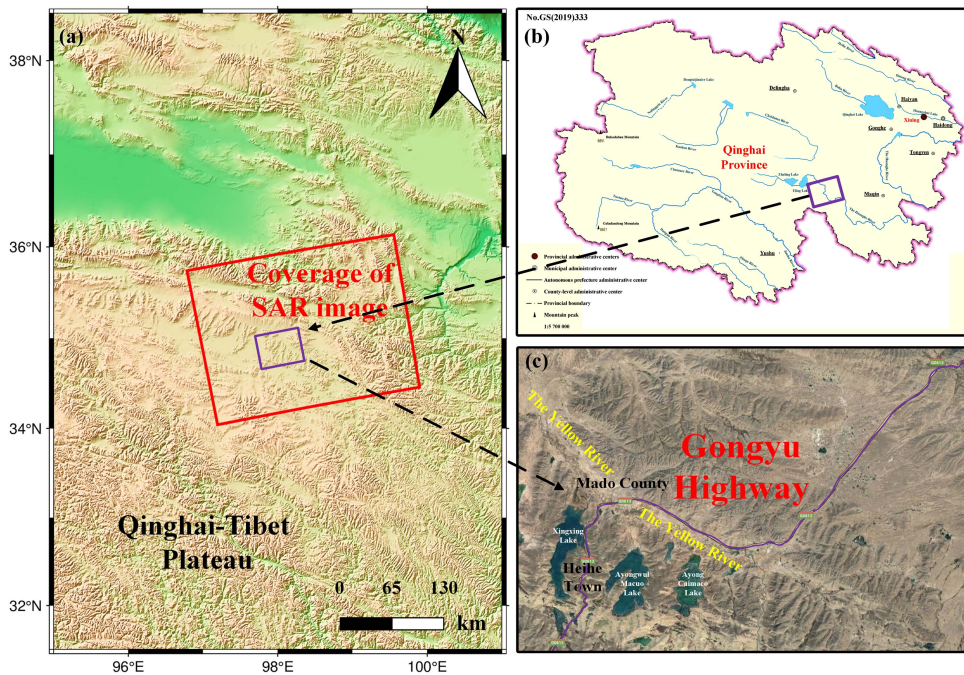 (a)
N
38°N
36°N
34°N
32°N
96°E
98°E
100°E
Coverage of
SAR image
Qinghai-Tibet
Plateau
0 65 130
km
No.GS(2019)333
(b)
Delingha
Haiyan
Qinghai Lake
Xining
Haidong
Gonghe
Tongren
Qinghai
Province
Maqin
Yushu
Provincial administrative centers
Municipal administrative center
Autonomous prefecture administrative center
County-level administrative center
Provincial boundary
Mountain peak
1:5 700 000
(c)
The Yellow River
Gongyu
Highway
Mado County
The Yellow River
Xingxing
Lake
Heihe
Town
Ayongwul
Macuo
Lake
Ayong
Caimace
Lake